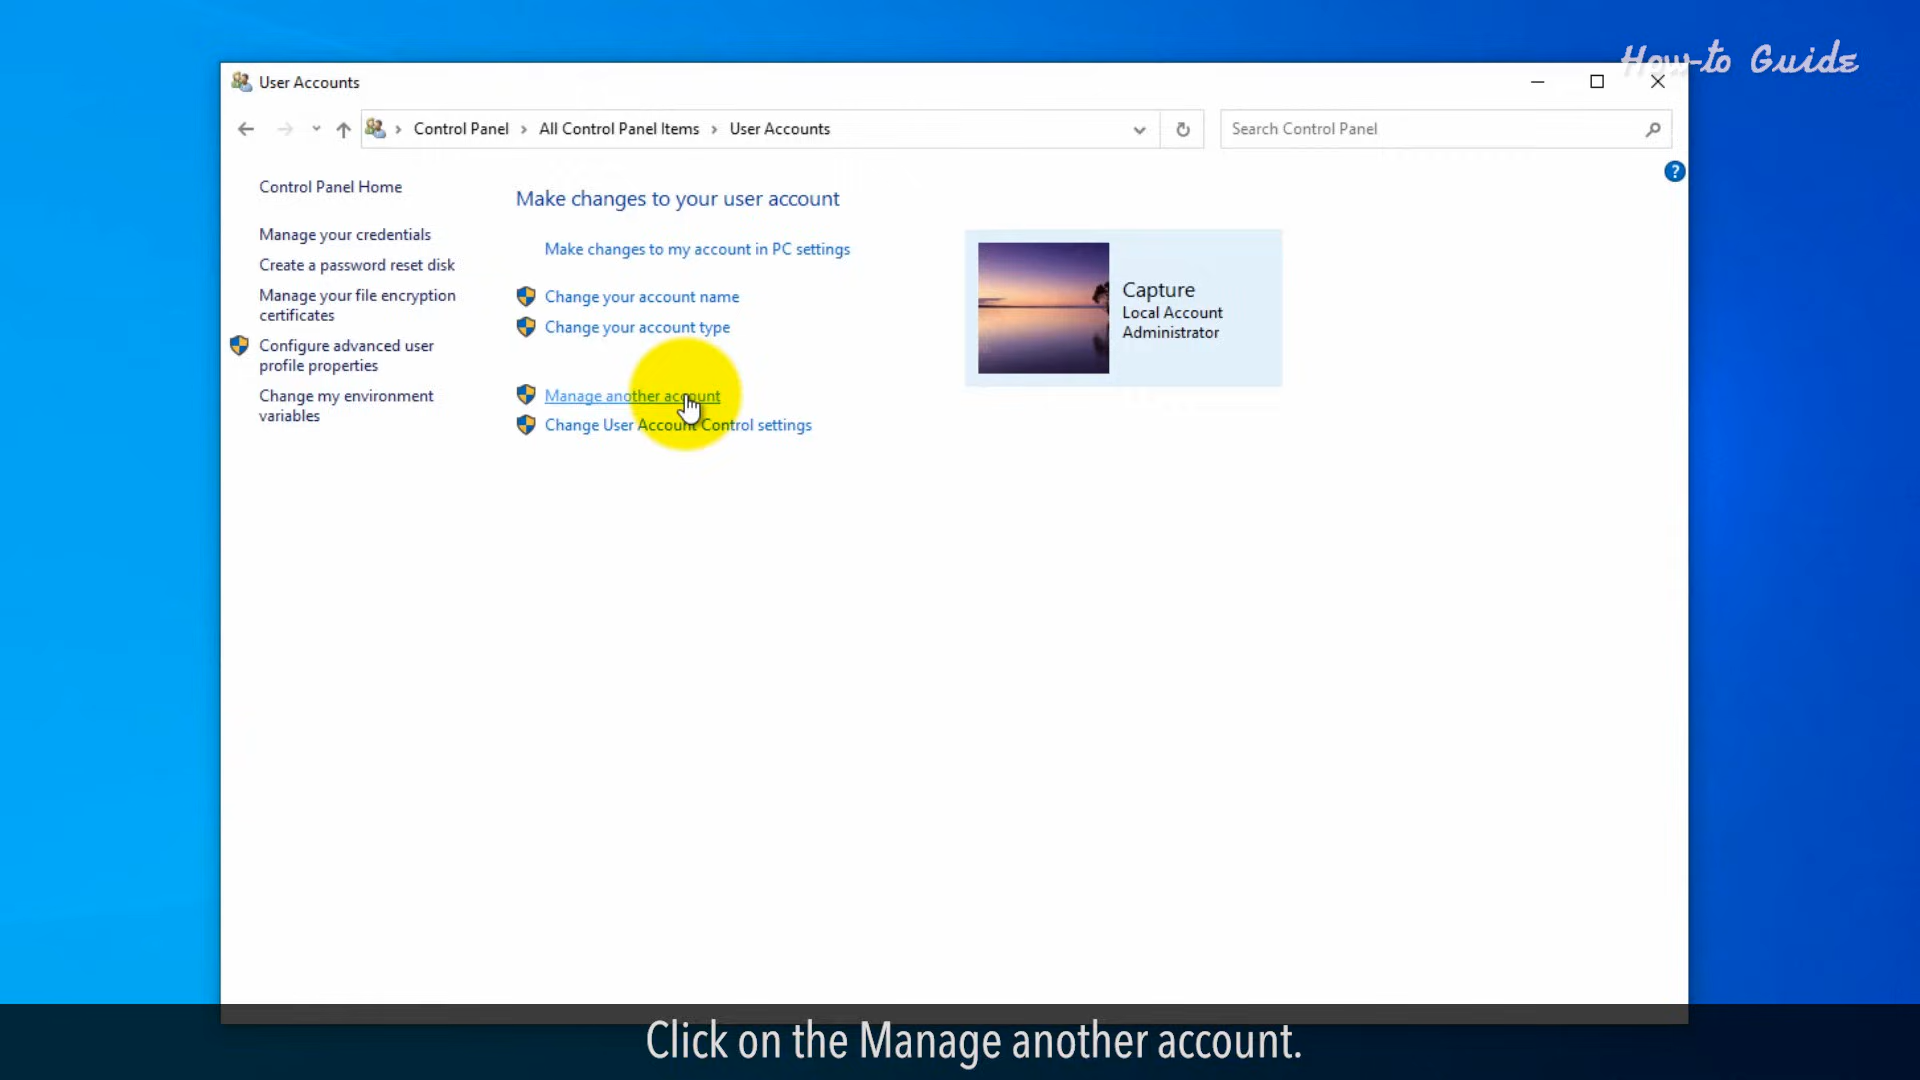 How-to Guide
User Accounts
Control Panel > All Control Panel Items > User Accounts
Search Control Panel
?
Control Panel Home
Manage your credentials
Create a password reset disk
Manage your file encryption
certificates
Configure advanced user
profile properties
Change my environment
variables
Make changes to your user account
Make changes to my account in PC settings
Change your account name
Change your account type
Manage another account
Change User Account Control settings
Capture
Local Account
Administrator
Click on the Manage another account.